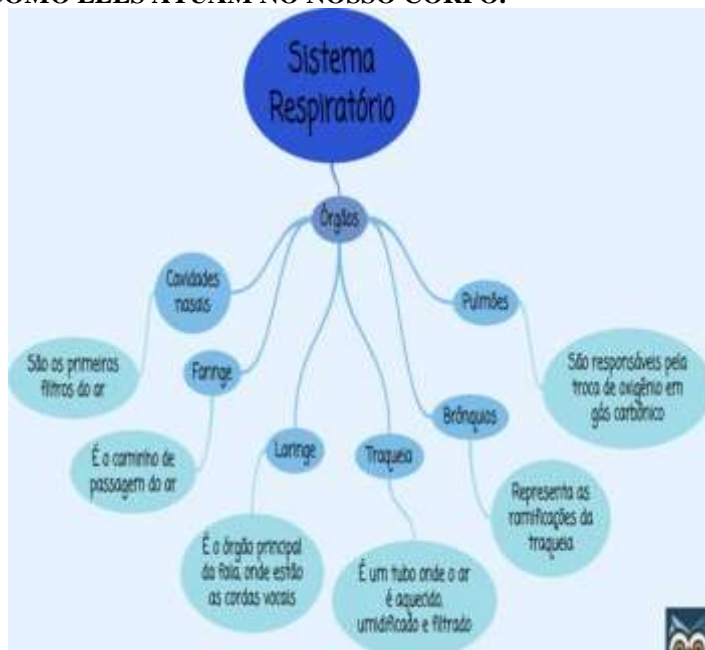 COMO ELES ATUAM NO NOSSO CORPO.
Sistema
Respiratório
Órgãos
Cavidades
nasais
Pulmões
São os primeiros
filtros do ar
Faringe
São responsáveis pela
troca de oxigênio em
gás carbônico
Brônquios
É o caminho de
passagem do ar
Laringe
Traqueia
Representa as
ramificações da
traqueia
É o órgão principal
da fala, onde estão
as cordas vocais
É um tubo onde o ar
é aquecido,
umidificado e filtrado